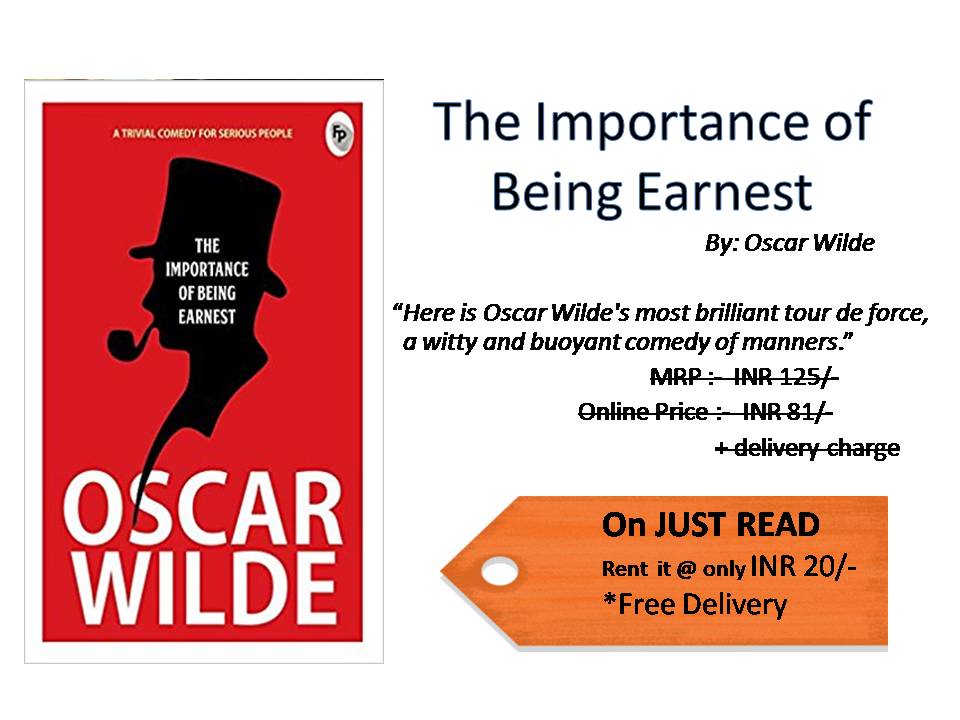 A TRIVIAL COMEDY FOR SERIOUS PEOPLE
FP
THE
IMPORTANCE
OF BEING
EARNEST
OSCAR
WILDE
The Importance of
Being Earnest
By: Oscar Wilde
“Here is Oscar Wilde's most brilliant tour de force,
a witty and buoyant comedy of manners.”
MRP :- INR 125/-
Online Price :- INR 81/-
+ delivery charge
On JUST READ
Rent it @ only INR 20/-
*Free Delivery